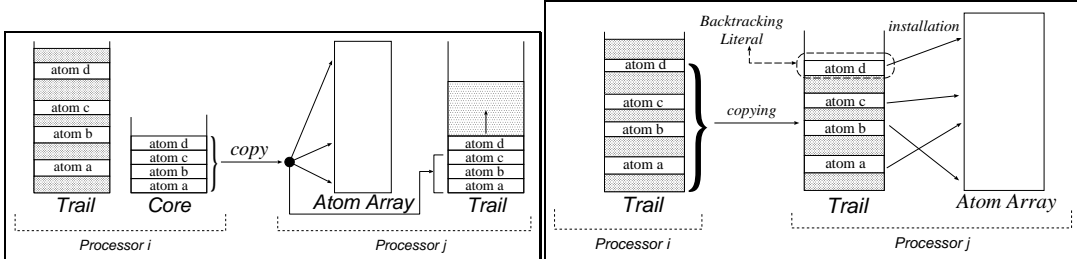 atom d
atom c
atom b
atom a
Trail
atom d
atom c
atom b
atom a
Core
copy
Atom Array
atom d
atom c
atom b
atom a
Trail
Processor i
Processor j
Backtracking
Literal
installation
atom d
atom c
atom b
atom a
Trail
copying
atom d
atom c
atom b
atom a
Trail
Atom Array
Processor i
Processor j